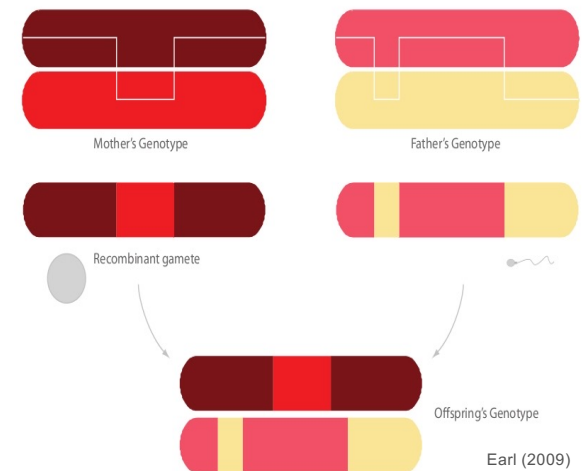 Mother's Genotype
Father's Genotype
Recombinant gamete
Offspring's Genotype
Earl (2009)